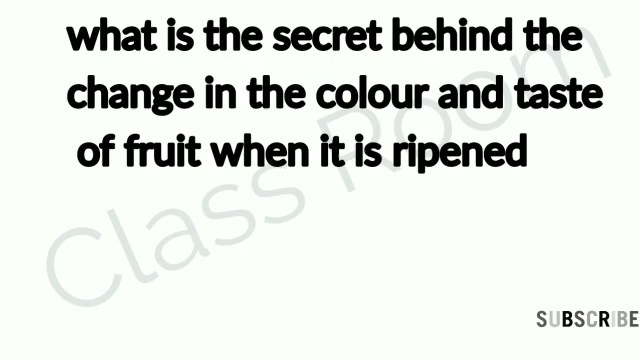 what is the secret behind the
change in the colour and taste
of fruit when it is ripened
Class Room
SUBSCRIBE